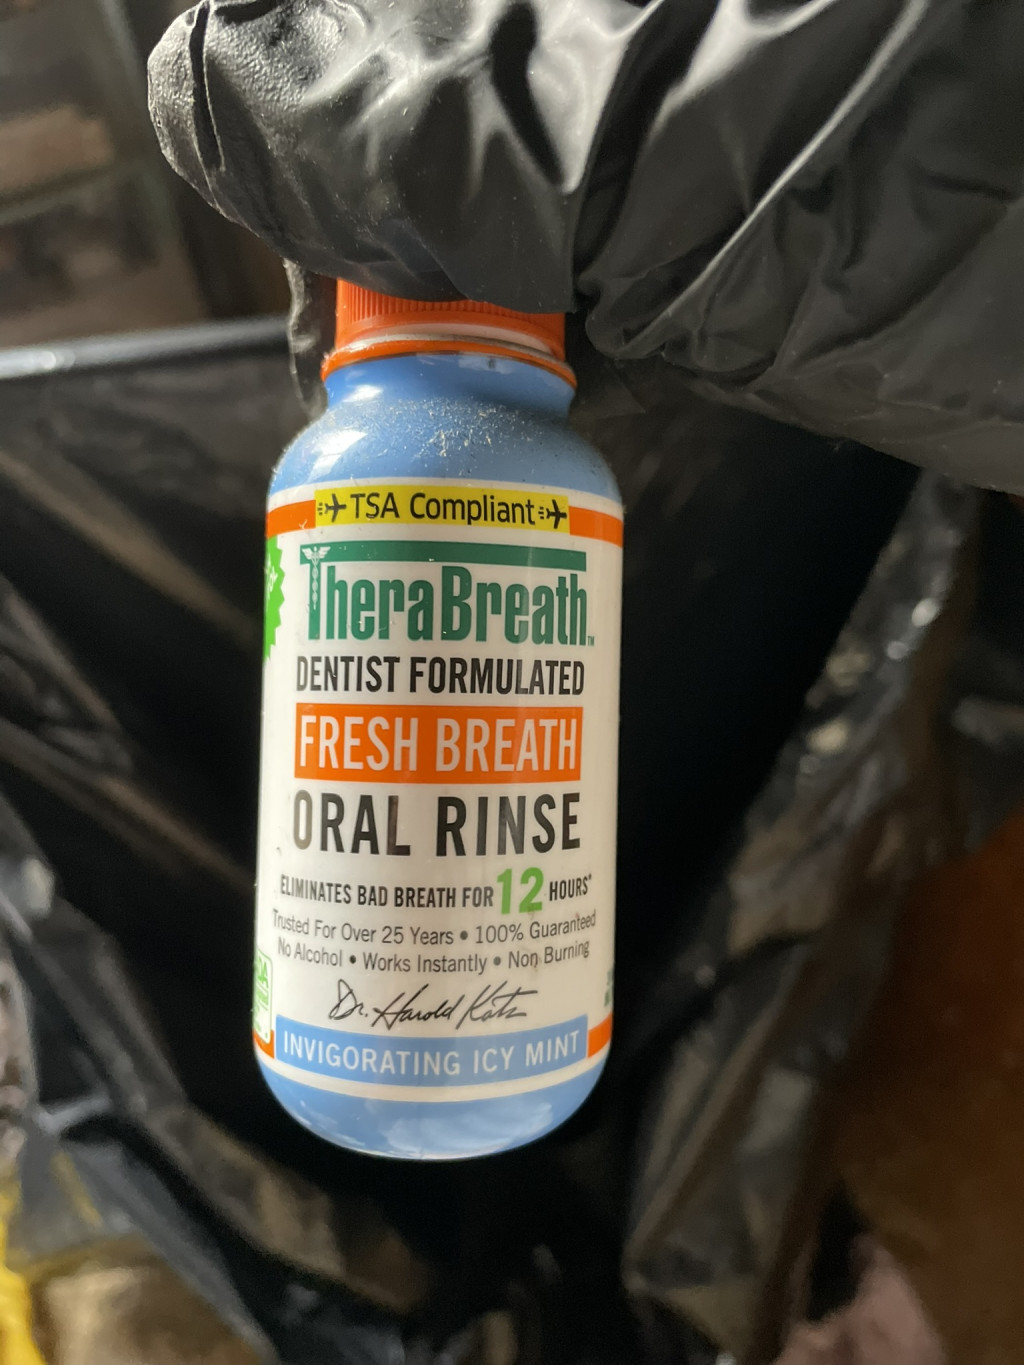 TSA Compliant
TheraBreath™
DENTIST FORMULATED
FRESH BREATH
ORAL RINSE
ELIMINATES BAD BREATH FOR 12 HOURS*
Trusted For Over 25 Years • 100% Guaranteed
No Alcohol • Works Instantly • Non Burning
Dr. Harold Katz
INVIGORATING ICY MINT